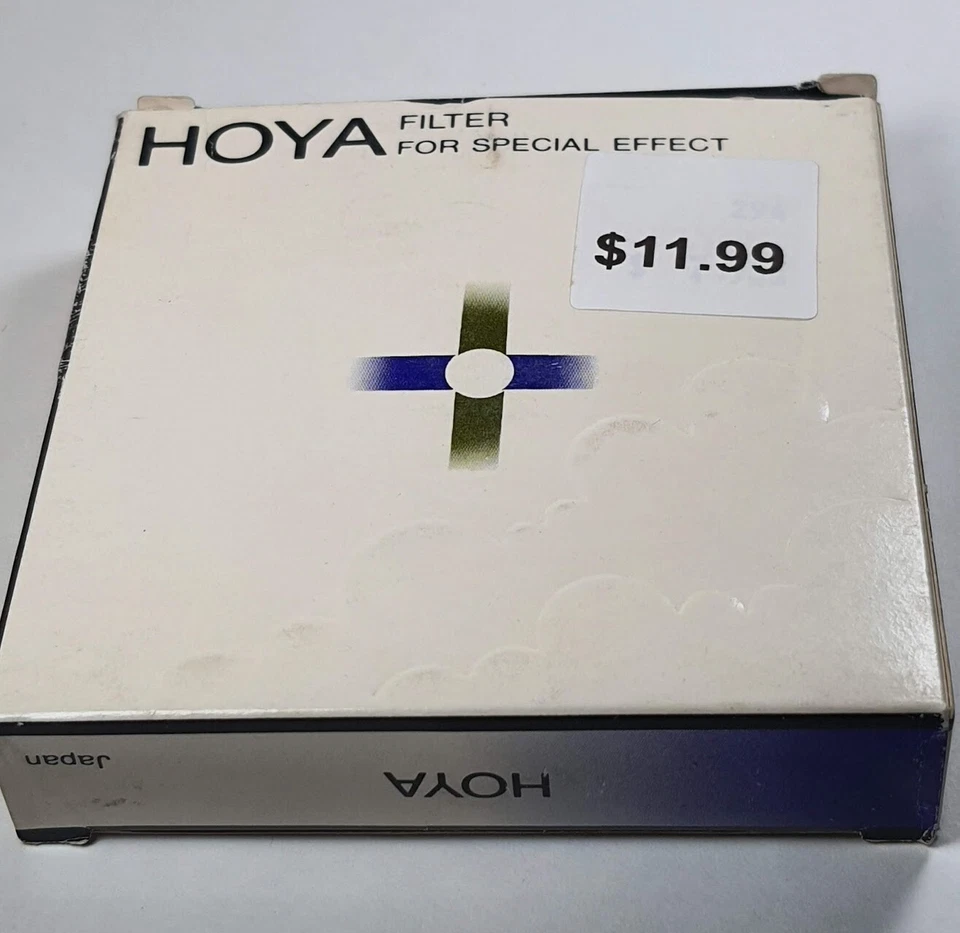 HOYA FILTER
FOR SPECIAL EFFECT
$11.99
Japan
HOYA